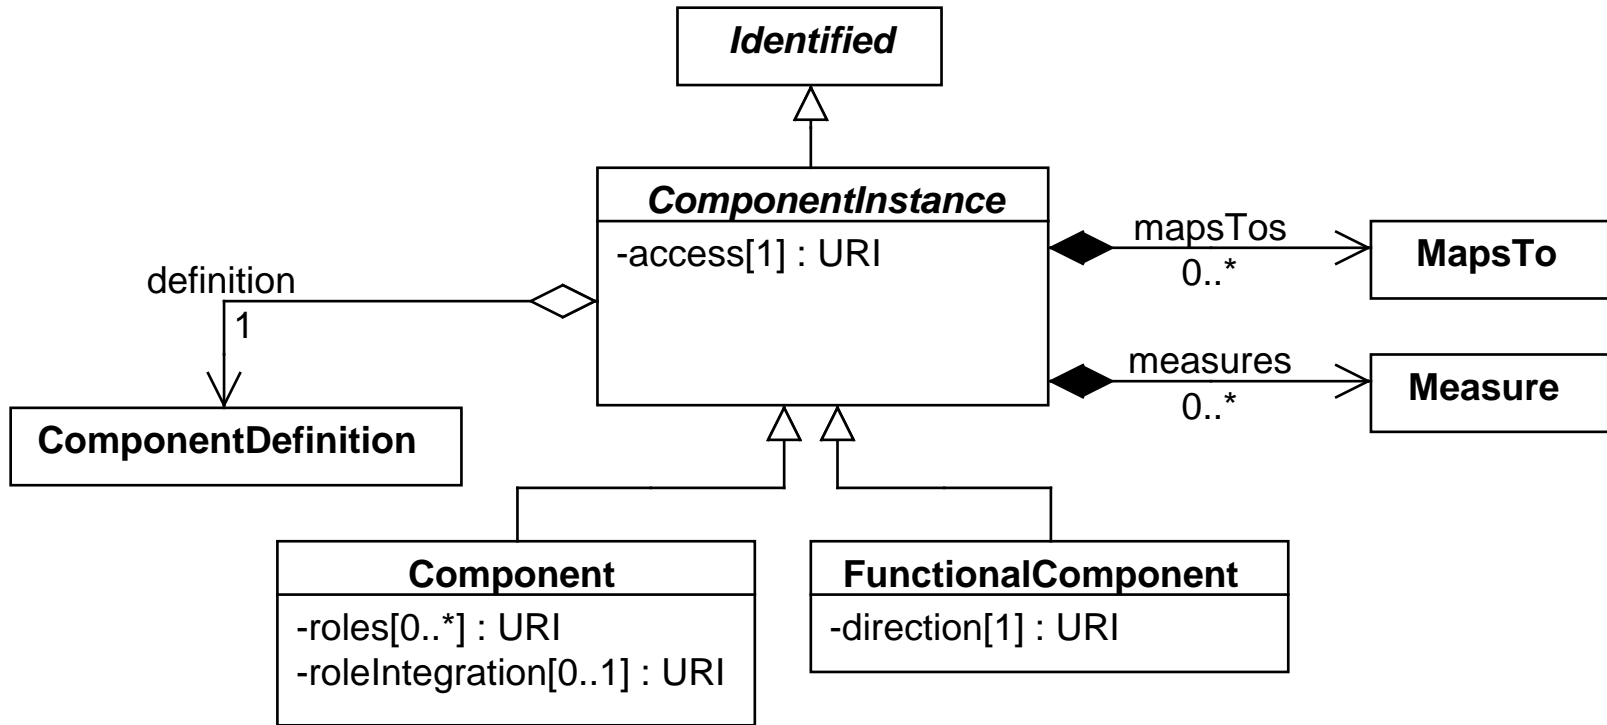 Identified
ComponentInstance
-access[1] : URI
mapsTos
0..*
MapsTo
definition
1
measures
0..*
Measure
ComponentDefinition
Component
-roles[0..*] : URI
-roleIntegration[0..1] : URI
FunctionalComponent
-direction[1] : URI